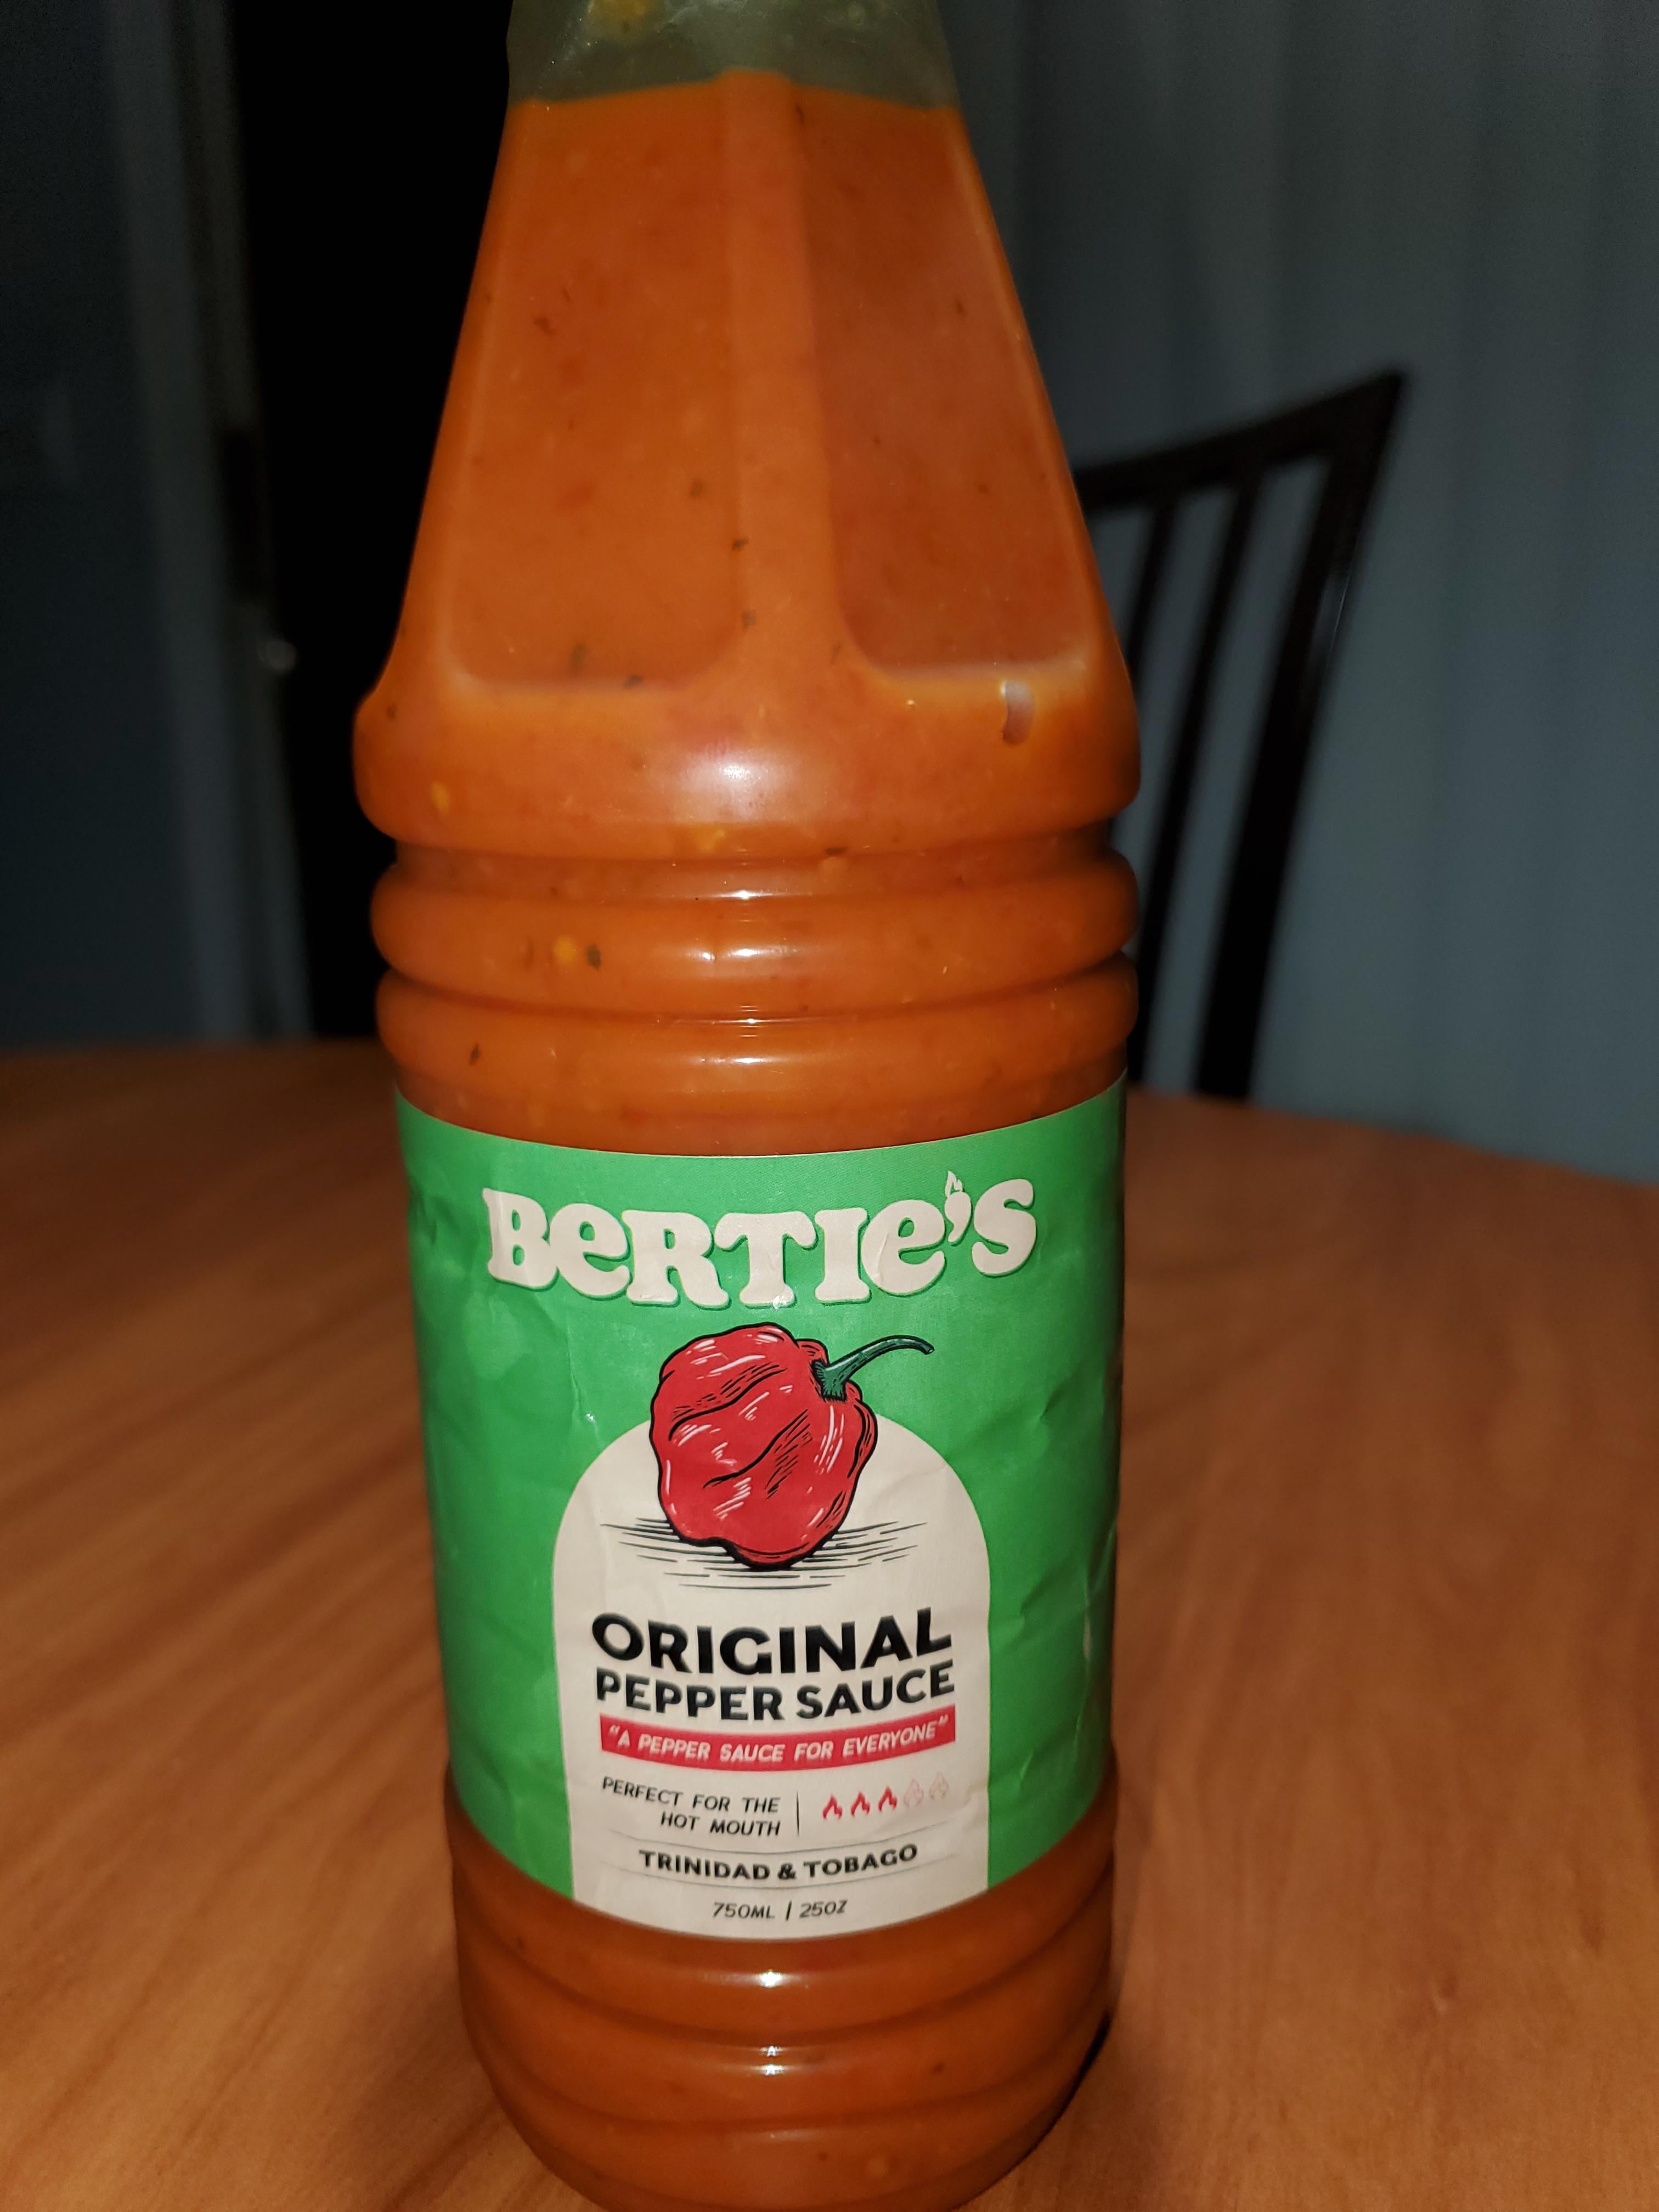 BERTIE'S
ORIGINAL
PEPPER SAUCE
"A PEPPER SAUCE FOR EVERYONE"
PERFECT FOR THE
HOT MOUTH
TRINIDAD & TOBAGO
750ML | 25OZ